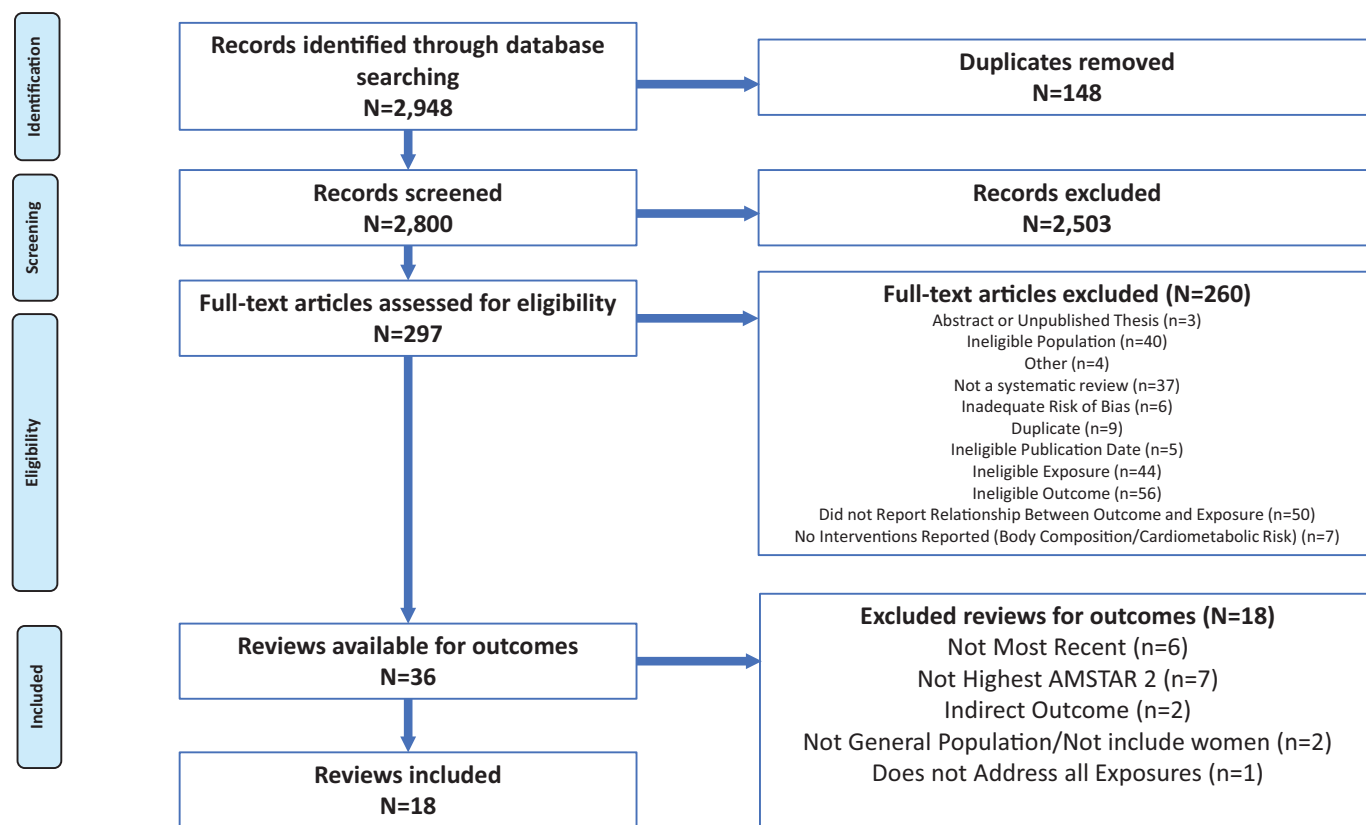 Identification
Records identified through database
searching
N=2,948
Duplicates removed
N=148
Screening
Records screened
N=2,800
Records excluded
N=2,503
Eligibility
Full-text articles assessed for eligibility
N=297
Full-text articles excluded (N=260)
Abstract or Unpublished Thesis (n=3)
Ineligible Population (n=40)
Other (n=4)
Not a systematic review (n=37)
Inadequate Risk of Bias (n=6)
Duplicate (n=9)
Ineligible Publication Date (n=5)
Ineligible Exposure (n=44)
Ineligible Outcome (n=56)
Did not Report Relationship Between Outcome and Exposure (n=50)
No Interventions Reported (Body Composition/Cardiometabolic Risk) (n=7)
Included
Reviews available for outcomes
N=36
Excluded reviews for outcomes (N=18)
Not Most Recent (n=6)
Not Highest AMSTAR 2 (n=7)
Indirect Outcome (n=2)
Not General Population/Not include women (n=2)
Does not Address all Exposures (n=1)
Reviews included
N=18